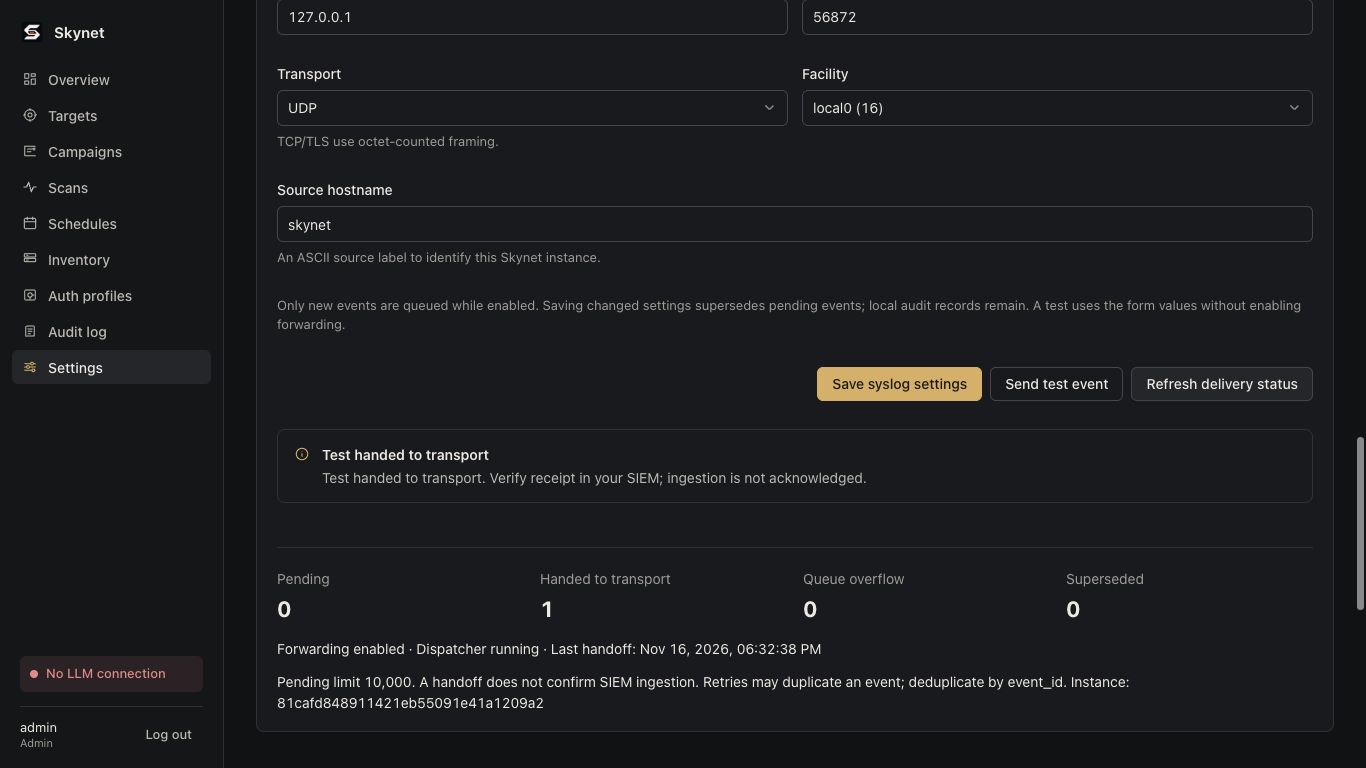 Skynet
Overview
Targets
Campaigns
Scans
Schedules
Inventory
Auth profiles
Audit log
Settings
No LLM connection
admin
Admin
Log out
127.0.0.1
56872
Transport
Facility
UDP
local0 (16)
TCP/TLS use octet-counted framing.
Source hostname
skynet
An ASCII source label to identify this Skynet instance.
Only new events are queued while enabled. Saving changed settings supersedes pending events; local audit records remain. A test uses the form values without enabling
forwarding.
Save syslog settings
Send test event
Refresh delivery status
Test handed to transport
Test handed to transport. Verify receipt in your SIEM; ingestion is not acknowledged.
Pending
Handed to transport
Queue overflow
Superseded
0
1
0
0
Forwarding enabled · Dispatcher running · Last handoff: Nov 16, 2026, 06:32:38 PM
Pending limit 10,000. A handoff does not confirm SIEM ingestion. Retries may duplicate an event; deduplicate by event_id. Instance:
81cafd848911421eb55091e41a1209a2